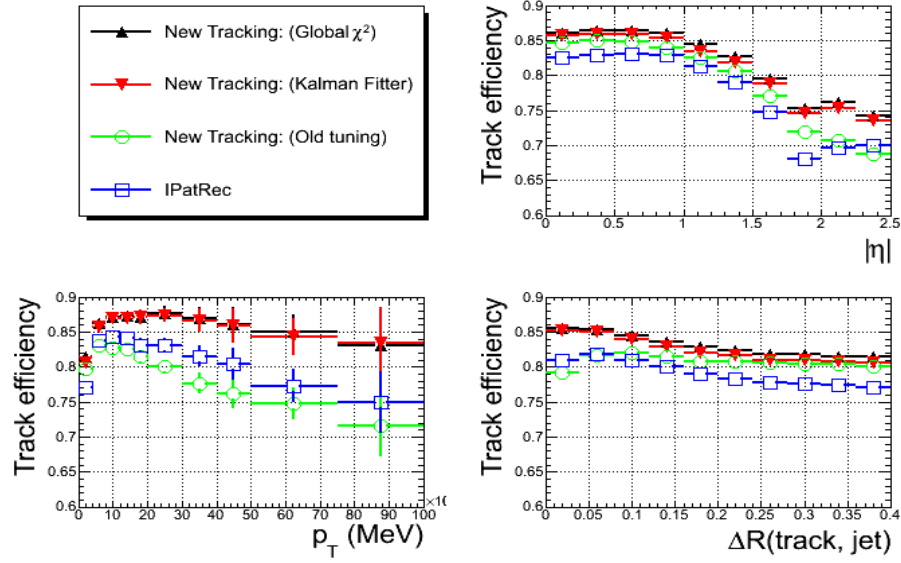 New Tracking: (Global χ²)
New Tracking: (Kalman Fitter)
New Tracking: (Old tuning)
IPatRec
Track efficiency
0.9
0.85
0.8
0.75
0.7
0.65
0.6
0 0.5 1 1.5 2 2.5
|η|
Track efficiency
0.9
0.85
0.8
0.75
0.7
0.65
0.6
0 10 20 30 40 50 60 70 80 90 100
p_T (MeV)
Track efficiency
0.9
0.85
0.8
0.75
0.7
0.65
0.6
0 0.05 0.1 0.15 0.2 0.25 0.3 0.35 0.4
ΔR(track, jet)